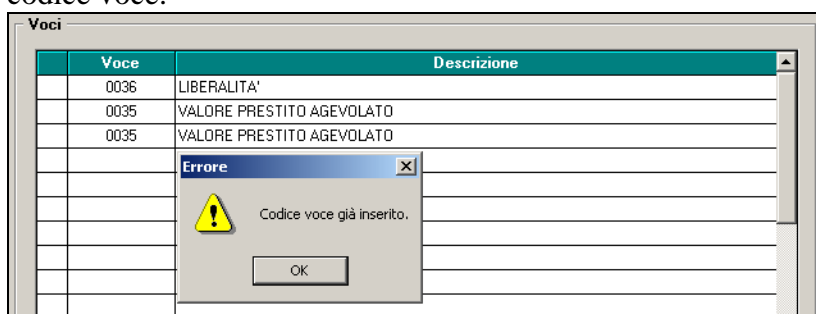 codice voce.
Voci
Voce Descrizione
0036 LIBERALITA'
0035 VALORE PRESTITO AGEVOLATO
0035 VALORE PRESTITO AGEVOLATO
Errore
Codice voce già inserito.
OK